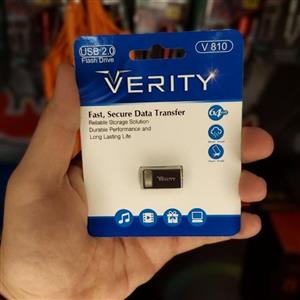 USB 2.0
Flash Drive
V 810
VERITY
Fast, Secure Data Transfer
Reliable Storage Solution
Durable Performance and
Long Lasting Life
VERITY